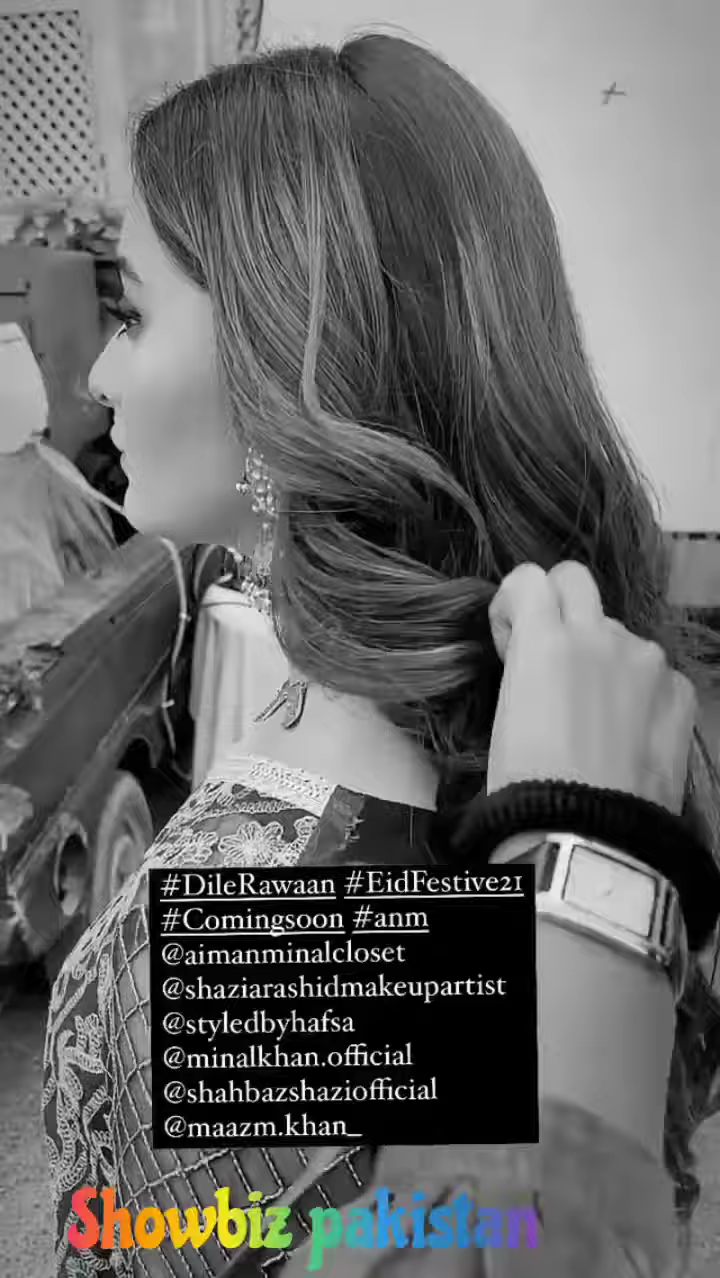 #DileRawaan #EidFestive21
#Comingsoon #anm
@aimanminalcloset
@shaziarashidmakeupartist
@styledbyhafsa
@minalkhan.official
@shahbazshaziofficial
@maazm.khan_
Showbiz pakistan